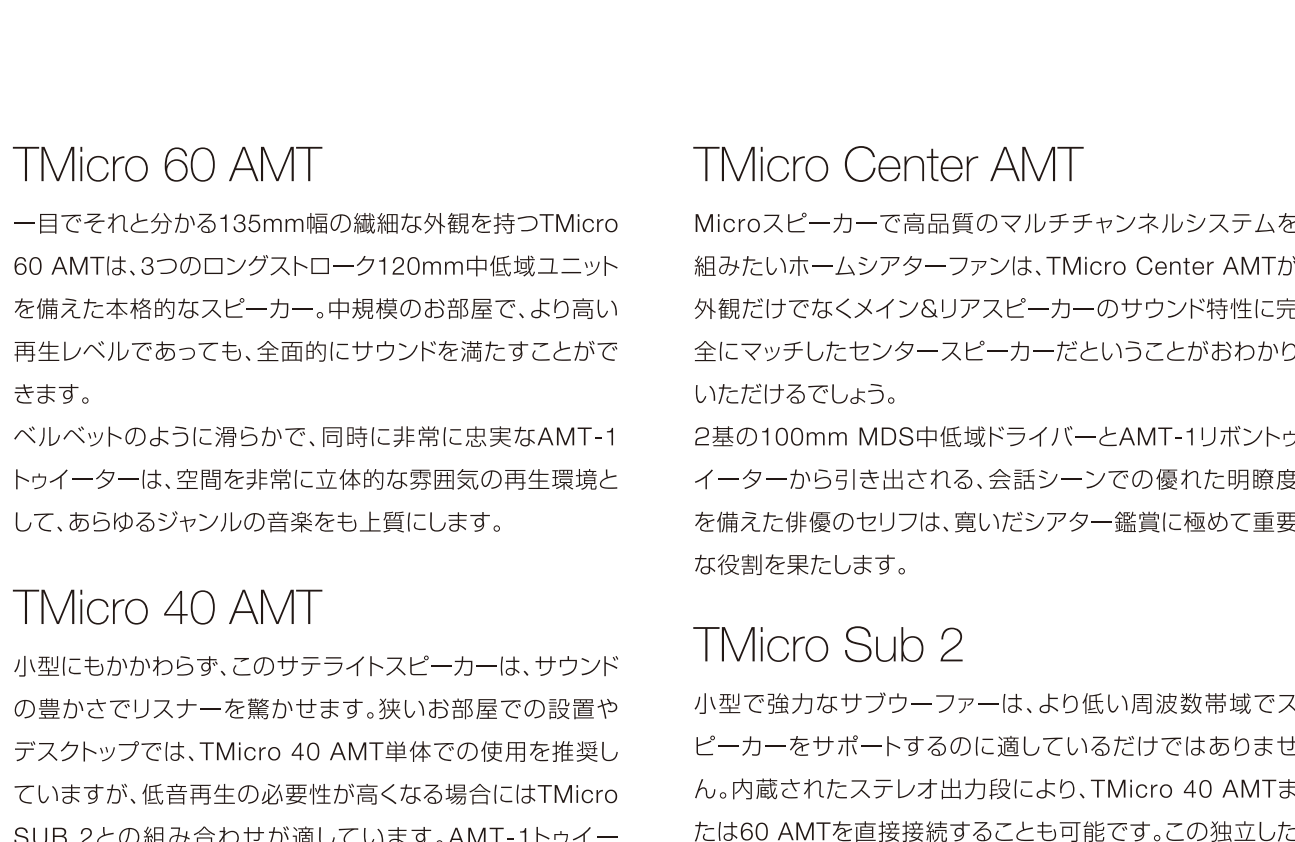 TMicro 60 AMT
一目でそれと分かる135mm幅の繊細な外観を持つTMicro
60 AMTは、3つのロングストローク120mm中低域ユニット
を備えた本格的なスピーカー。中規模のお部屋で、より高い
再生レベルであっても、全面的にサウンドを満たすことがで
きます。
ベルベットのように滑らかで、同時に非常に忠実なAMT-1
トゥイーターは、空間を非常に立体的な雰囲気の再生環境と
して、あらゆるジャンルの音楽をも上質にします。
TMicro 40 AMT
小型にもかかわらず、このサテライトスピーカーは、サウンド
の豊かさでリスナーを驚かせます。狭いお部屋での設置や
デスクトップでは、TMicro 40 AMT単体での使用を推奨し
ていますが、低音再生の必要性が高くなる場合にはTMicro
SUB 2との組み合わせが適しています。AMT-1トゥイー
TMicro Center AMT
Microスピーカーで高品質のマルチチャンネルシステムを
組みたいホームシアターファンは、TMicro Center AMTが
外観だけでなくメイン&リアスピーカーのサウンド特性に完
全にマッチしたセンタースピーカーだということがおわかり
いただけるでしょう。
2基の100mm MDS中低域ドライバーとAMT-1リボントゥ
イーターから引き出される、会話シーンでの優れた明瞭度
を備えた俳優のセリフは、寛いだシアター鑑賞に極めて重要
な役割を果たします。
TMicro Sub 2
小型で強力なサブウーファーは、より低い周波数帯域でス
ピーカーをサポートするのに適しているだけではありませ
ん。内蔵されたステレオ出力段により、TMicro 40 AMTま
たは60 AMTを直接接続することも可能です。この独立した